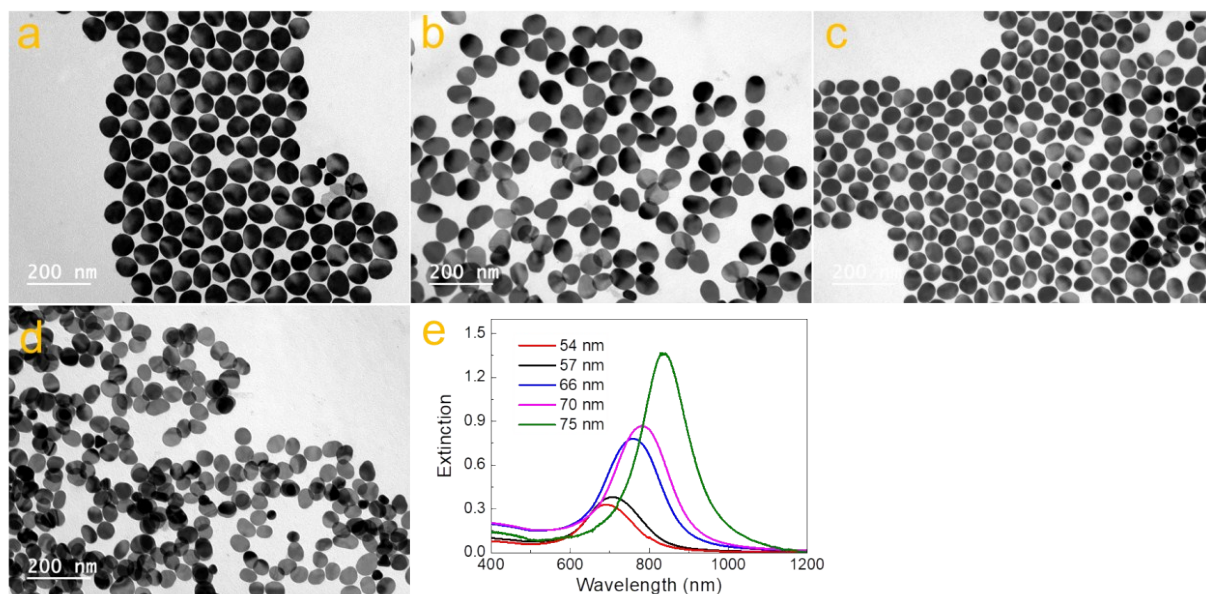 a
b
c
200 nm
200 nm
200 nm
d
200 nm
e
54 nm
57 nm
66 nm
70 nm
75 nm
Extinction
1.5
1.2
0.9
0.6
0.3
0.0
400 600 800 1000 1200
Wavelength (nm)